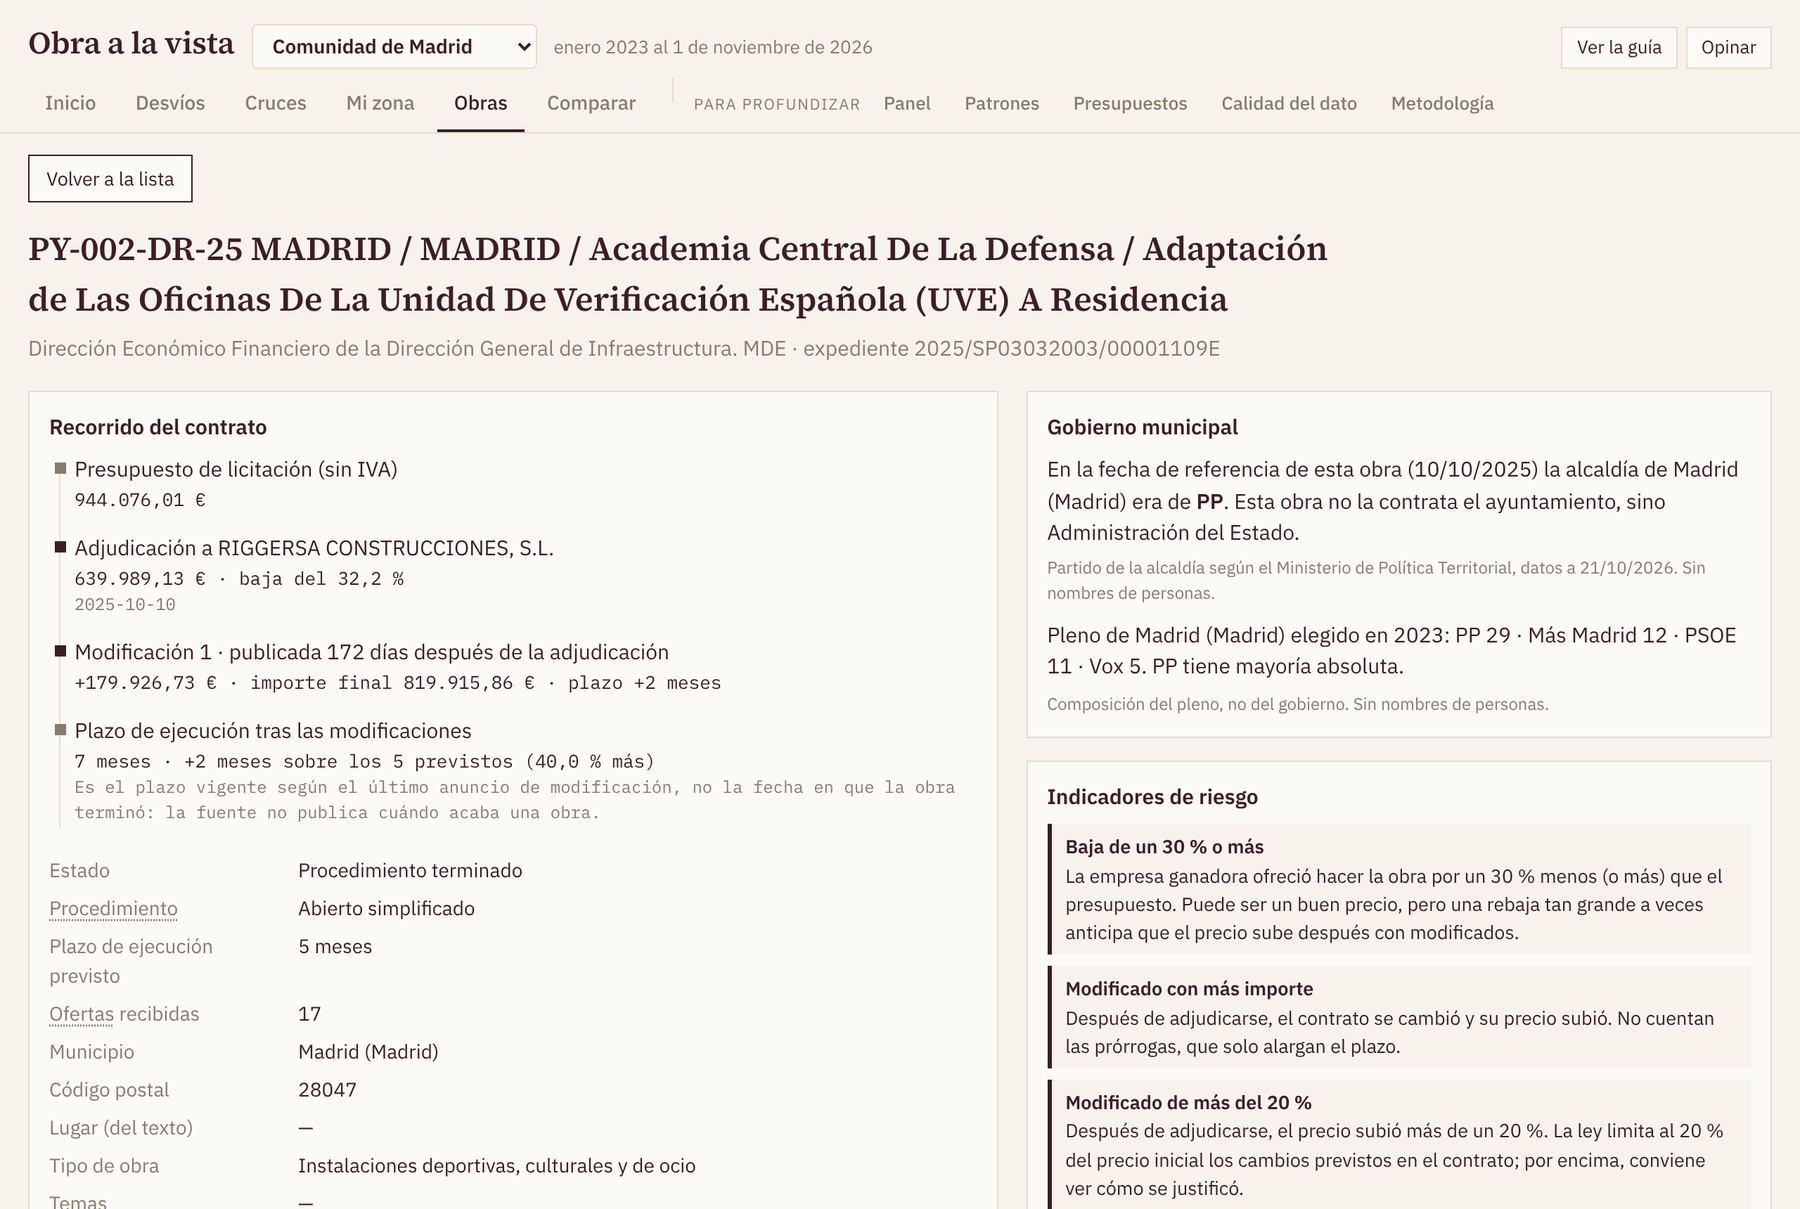 Obra a la vista
Comunidad de Madrid
enero 2023 al 1 de noviembre de 2026
Ver la guía
Opinar
Inicio
Desvíos
Cruces
Mi zona
Obras
Comparar
PARA PROFUNDIZAR
Panel
Patrones
Presupuestos
Calidad del dato
Metodología
Volver a la lista
PY-002-DR-25 MADRID / MADRID / Academia Central De La Defensa / Adaptación
de Las Oficinas De La Unidad De Verificación Española (UVE) A Residencia
Dirección Económico Financiero de la Dirección General de Infraestructura. MDE · expediente 2025/SP03032003/00001109E
Recorrido del contrato
Presupuesto de licitación (sin IVA)
944.076,01 €
Adjudicación a RIGGERSA CONSTRUCCIONES, S.L.
639.989,13 € · baja del 32,2 %
2025-10-10
Modificación 1 · publicada 172 días después de la adjudicación
+179.926,73 € · importe final 819.915,86 € · plazo +2 meses
Plazo de ejecución tras las modificaciones
7 meses · +2 meses sobre los 5 previstos (40,0 % más)
Es el plazo vigente según el último anuncio de modificación, no la fecha en que la obra
terminó: la fuente no publica cuándo acaba una obra.
Estado
Procedimiento terminado
Procedimiento
Abierto simplificado
Plazo de ejecución
previsto
5 meses
Ofertas recibidas
17
Municipio
Madrid (Madrid)
Código postal
28047
Lugar (del texto)
—
Tipo de obra
Instalaciones deportivas, culturales y de ocio
Temas
—
Gobierno municipal
En la fecha de referencia de esta obra (10/10/2025) la alcaldía de Madrid
(Madrid) era de PP. Esta obra no la contrata el ayuntamiento, sino
Administración del Estado.
Partido de la alcaldía según el Ministerio de Política Territorial, datos a 21/10/2026. Sin
nombres de personas.
Pleno de Madrid (Madrid) elegido en 2023: PP 29 · Más Madrid 12 · PSOE
11 · Vox 5. PP tiene mayoría absoluta.
Composición del pleno, no del gobierno. Sin nombres de personas.
Indicadores de riesgo
Baja de un 30 % o más
La empresa ganadora ofreció hacer la obra por un 30 % menos (o más) que el
presupuesto. Puede ser un buen precio, pero una rebaja tan grande a veces
anticipa que el precio sube después con modificados.
Modificado con más importe
Después de adjudicarse, el contrato se cambió y su precio subió. No cuentan
las prórrogas, que solo alargan el plazo.
Modificado de más del 20 %
Después de adjudicarse, el precio subió más de un 20 %. La ley limita al 20 %
del precio inicial los cambios previstos en el contrato; por encima, conviene
ver cómo se justificó.